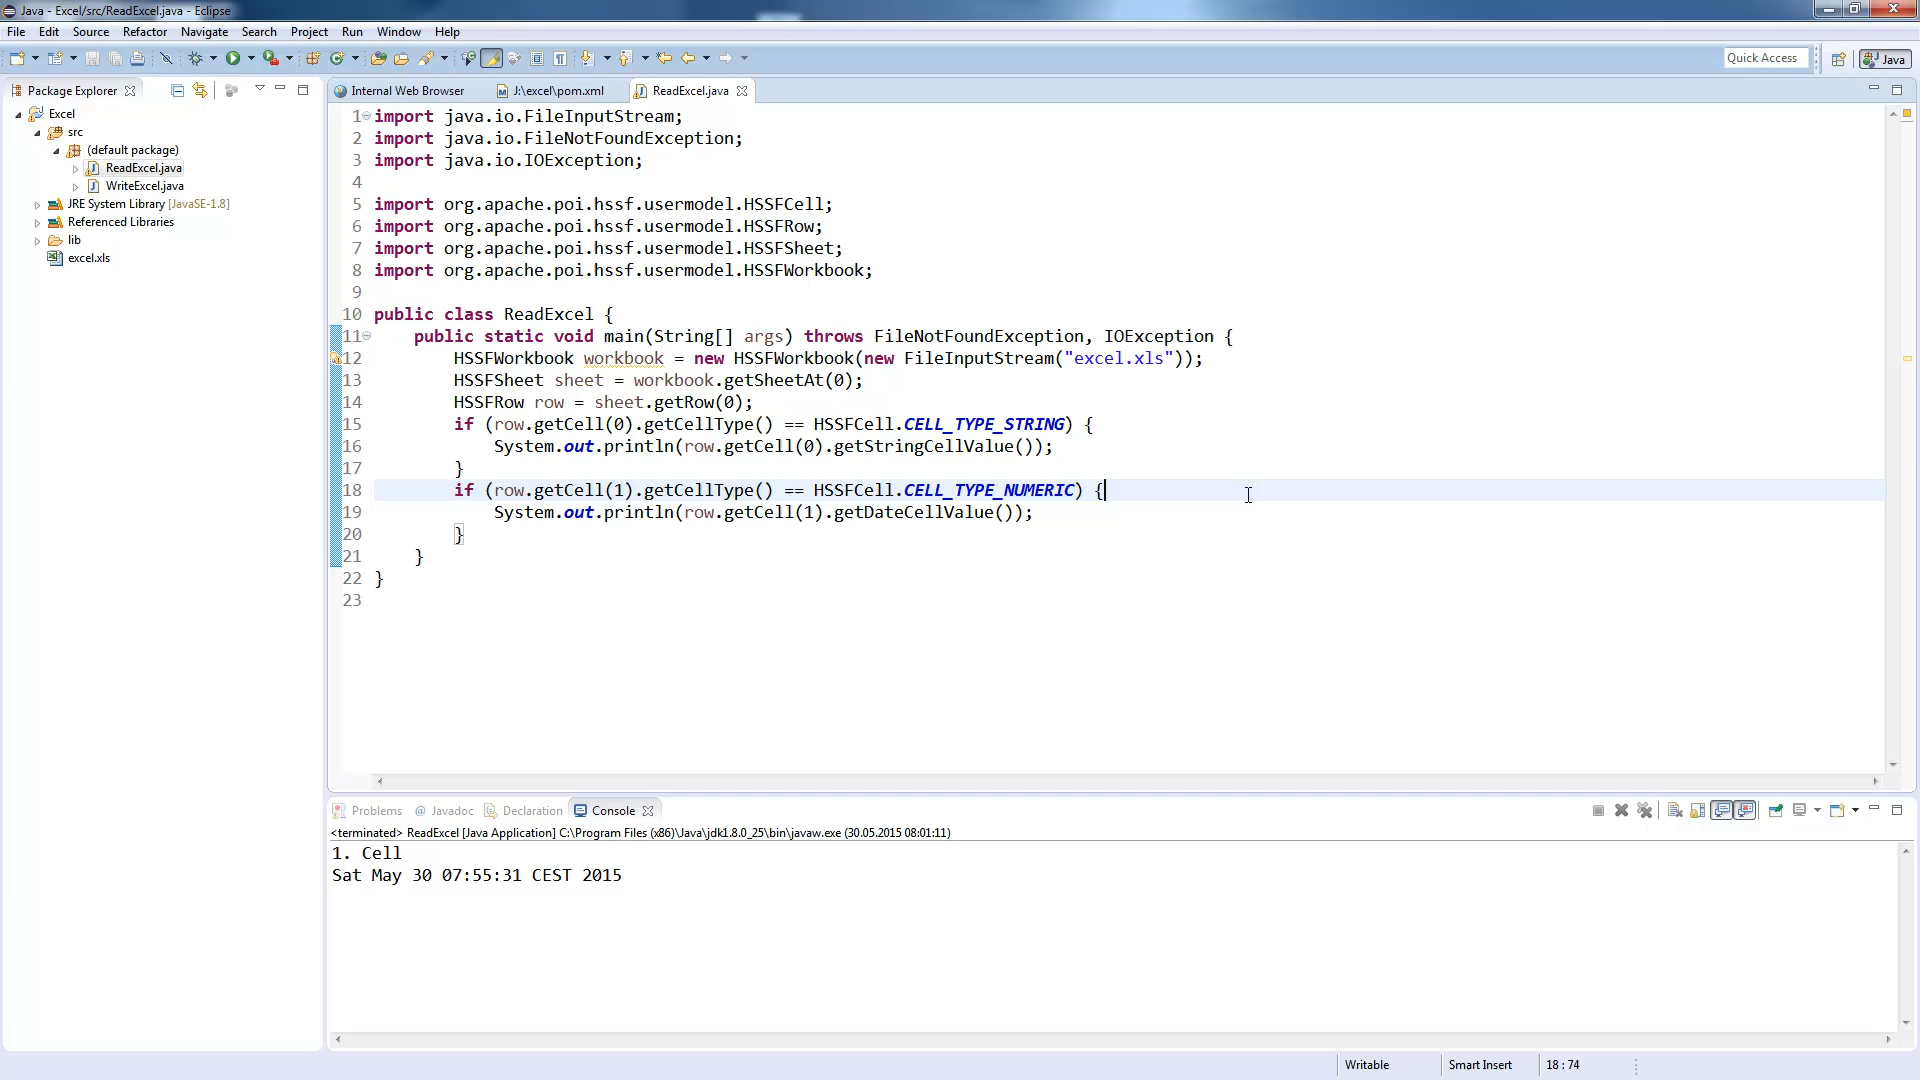 Java - Excel/src/ReadExcel.java - Eclipse
File Edit Source Refactor Navigate Search Project Run Window Help
Quick Access
Java
Package Explorer
Internal Web Browser
J:\excel\pom.xml
ReadExcel.java
Excel
src
(default package)
ReadExcel.java
WriteExcel.java
JRE System Library [JavaSE-1.8]
Referenced Libraries
lib
excel.xls
1 import java.io.FileInputStream;
2 import java.io.FileNotFoundException;
3 import java.io.IOException;
4
5 import org.apache.poi.hssf.usermodel.HSSFCell;
6 import org.apache.poi.hssf.usermodel.HSSFRow;
7 import org.apache.poi.hssf.usermodel.HSSFSheet;
8 import org.apache.poi.hssf.usermodel.HSSFWorkbook;
9
10 public class ReadExcel {
11     public static void main(String[] args) throws FileNotFoundException, IOException {
12         HSSFWorkbook workbook = new HSSFWorkbook(new FileInputStream("excel.xls"));
13         HSSFSheet sheet = workbook.getSheetAt(0);
14         HSSFRow row = sheet.getRow(0);
15         if (row.getCell(0).getCellType() == HSSFCell.CELL_TYPE_STRING) {
16             System.out.println(row.getCell(0).getStringCellValue());
17         }
18         if (row.getCell(1).getCellType() == HSSFCell.CELL_TYPE_NUMERIC) {
19             System.out.println(row.getCell(1).getDateCellValue());
20         }
21     }
22 }
23
Problems @ Javadoc Declaration Console
<terminated> ReadExcel [Java Application] C:\Program Files (x86)\Java\jdk1.8.0_25\bin\javaw.exe (30.05.2015 08:01:11)
1. Cell
Sat May 30 07:55:31 CEST 2015
Writable
Smart Insert
18 : 74